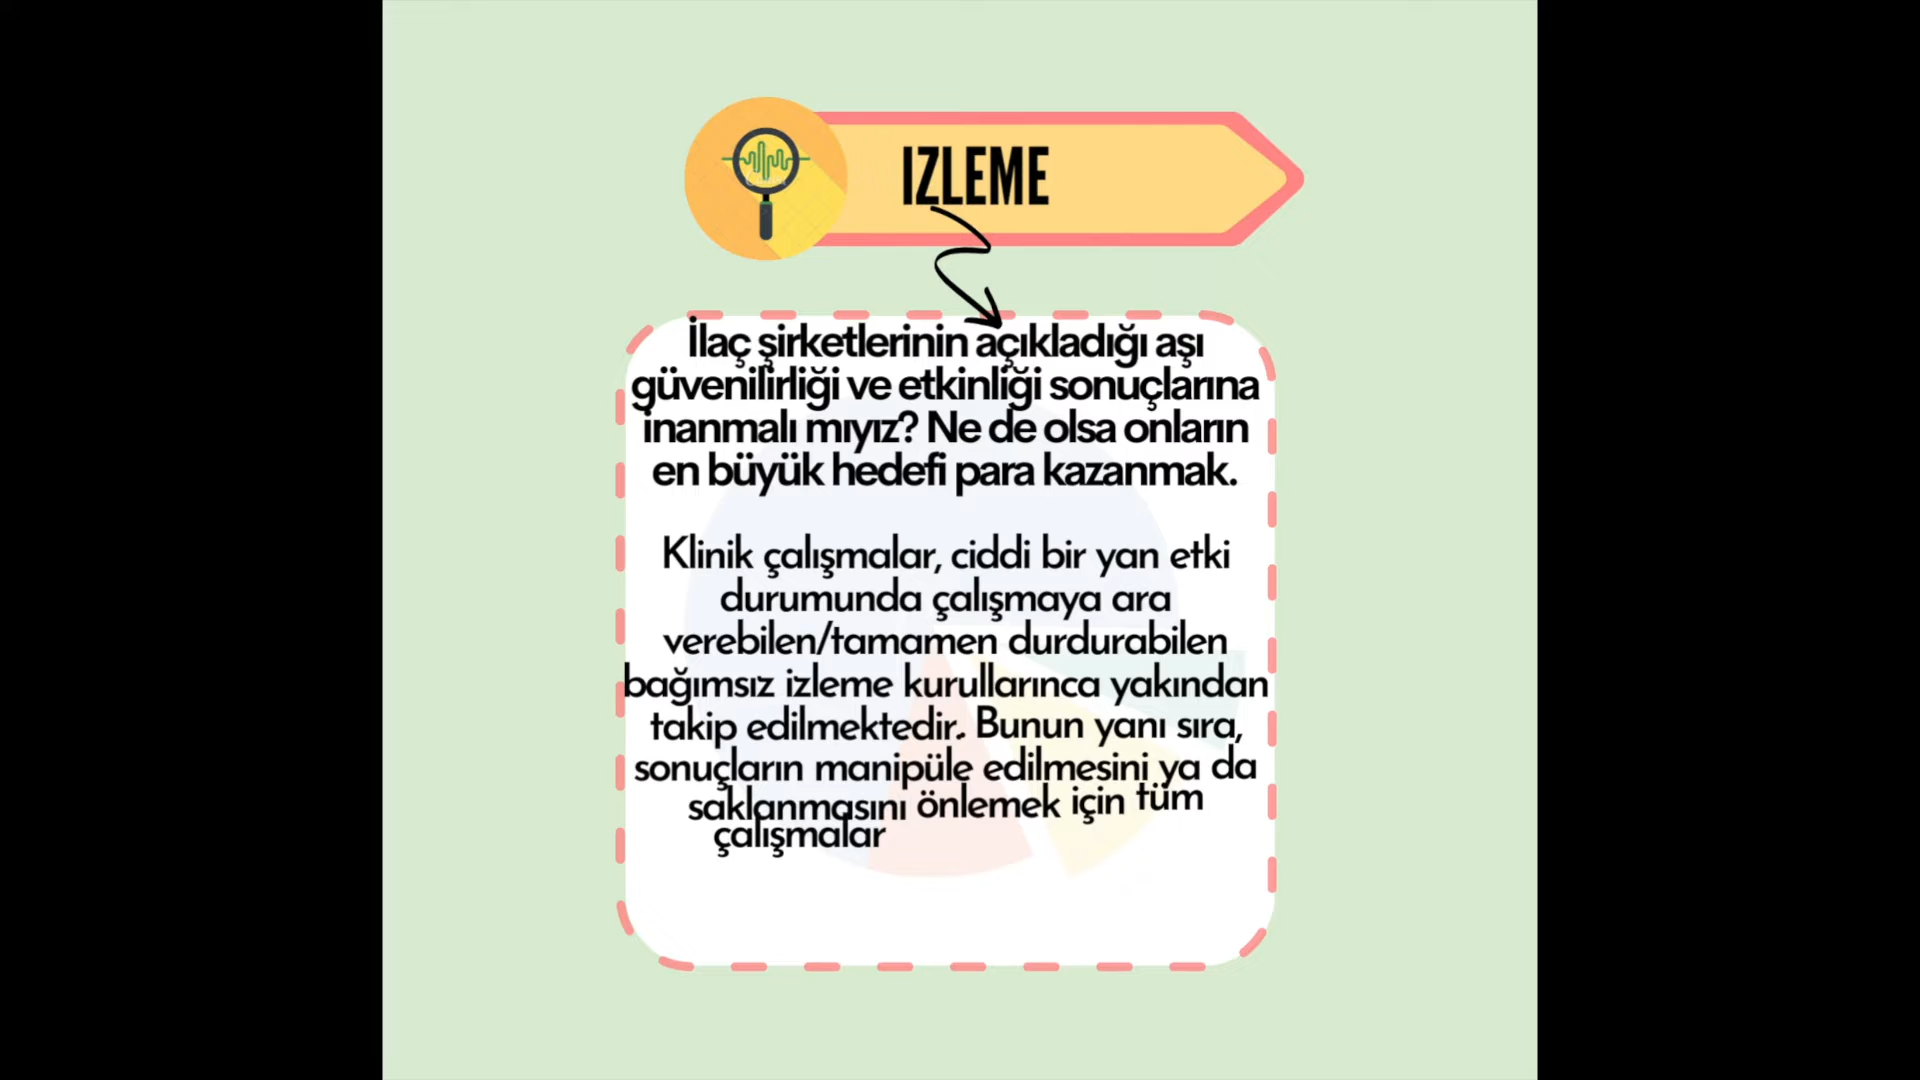 IZLEME
İlaç şirketlerinin açıkladığı aşı
güvenilirliği ve etkinliği sonuçlarına
inanmalı mıyız? Ne de olsa onların
en büyük hedefi para kazanmak.
Klinik çalışmalar, ciddi bir yan etki
durumunda çalışmaya ara
verebilen/tamamen durdurabilen
bağımsız izleme kurullarınca yakından
takip edilmektedir. Bunun yanı sıra,
sonuçların manipüle edilmesini ya da
saklanmasını önlemek için tüm
çalışmalar